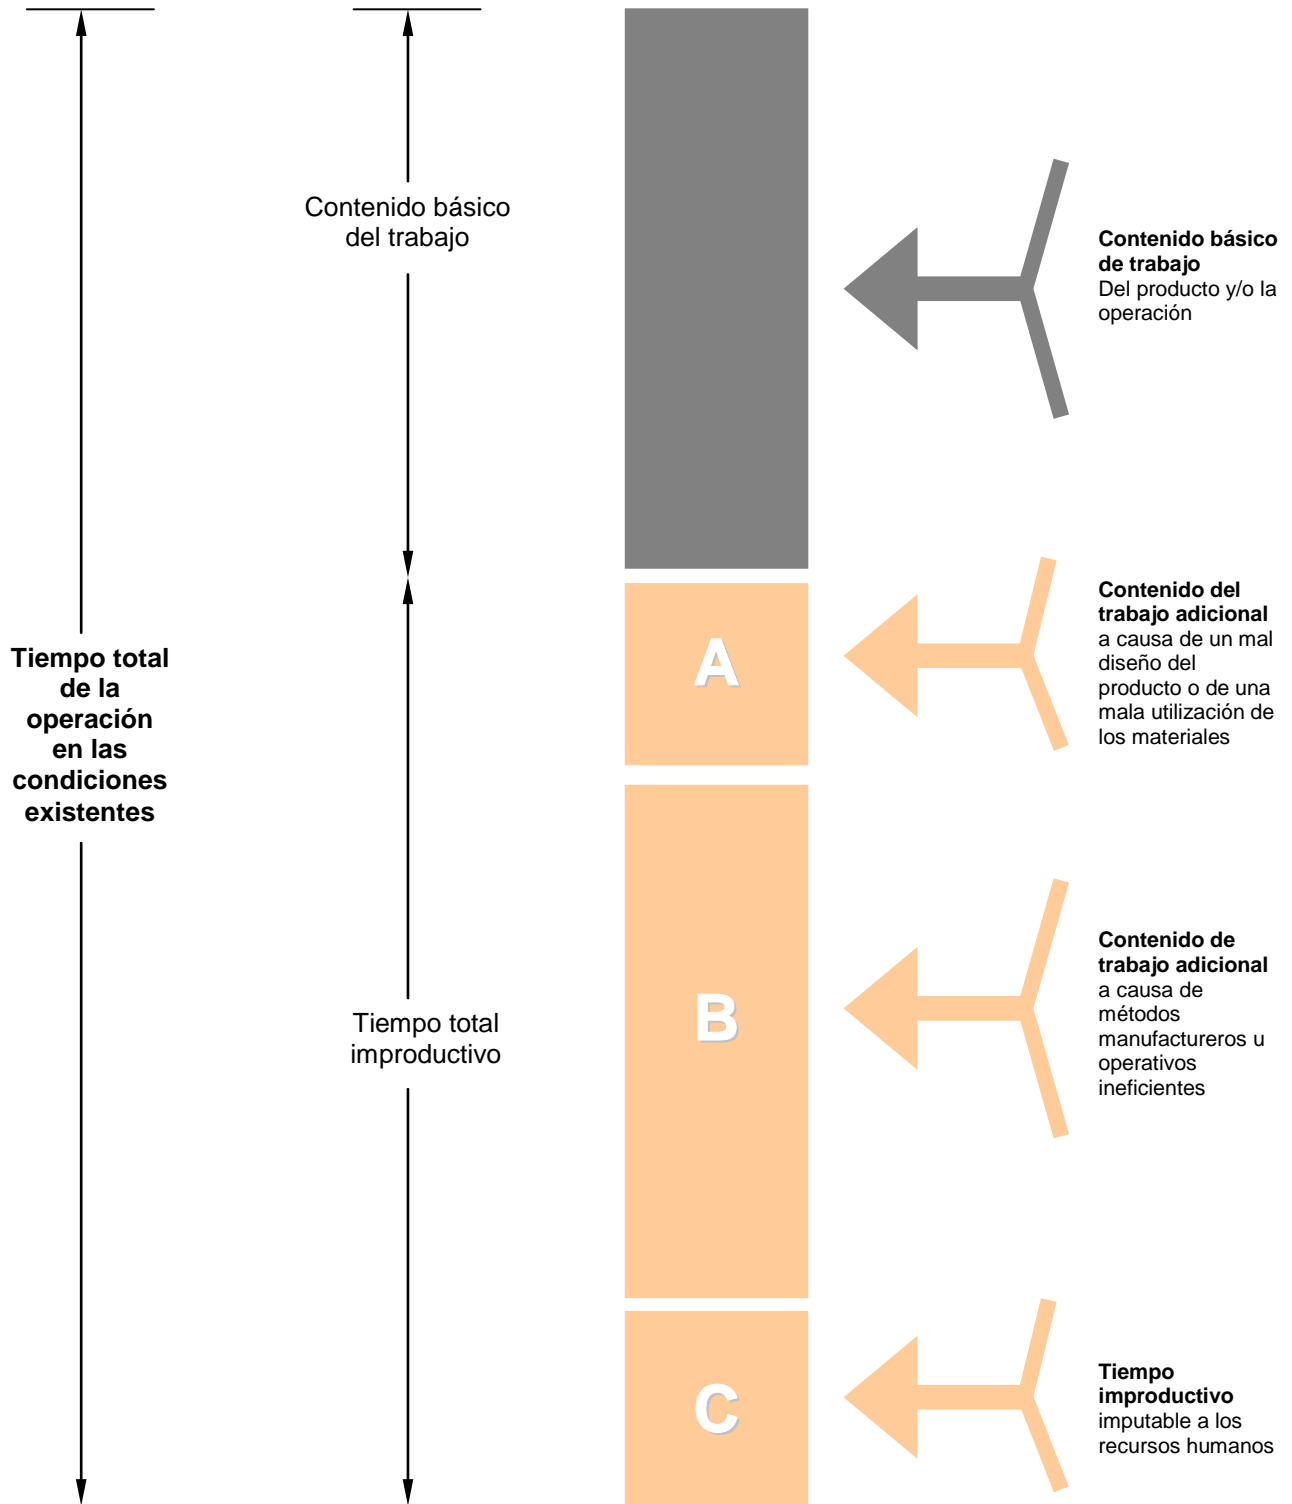 Contenido básico
del trabajo
Contenido básico
de trabajo
Del producto y/o la
operación
Tiempo total
de la
operación
en las
condiciones
existentes
A
Contenido del
trabajo adicional
a causa de un mal
diseño del
producto o de una
mala utilización de
los materiales
Tiempo total
improductivo
B
Contenido de
trabajo adicional
a causa de
métodos
manufactureros u
operativos
ineficientes
C
Tiempo
improductivo
imputable a los
recursos humanos